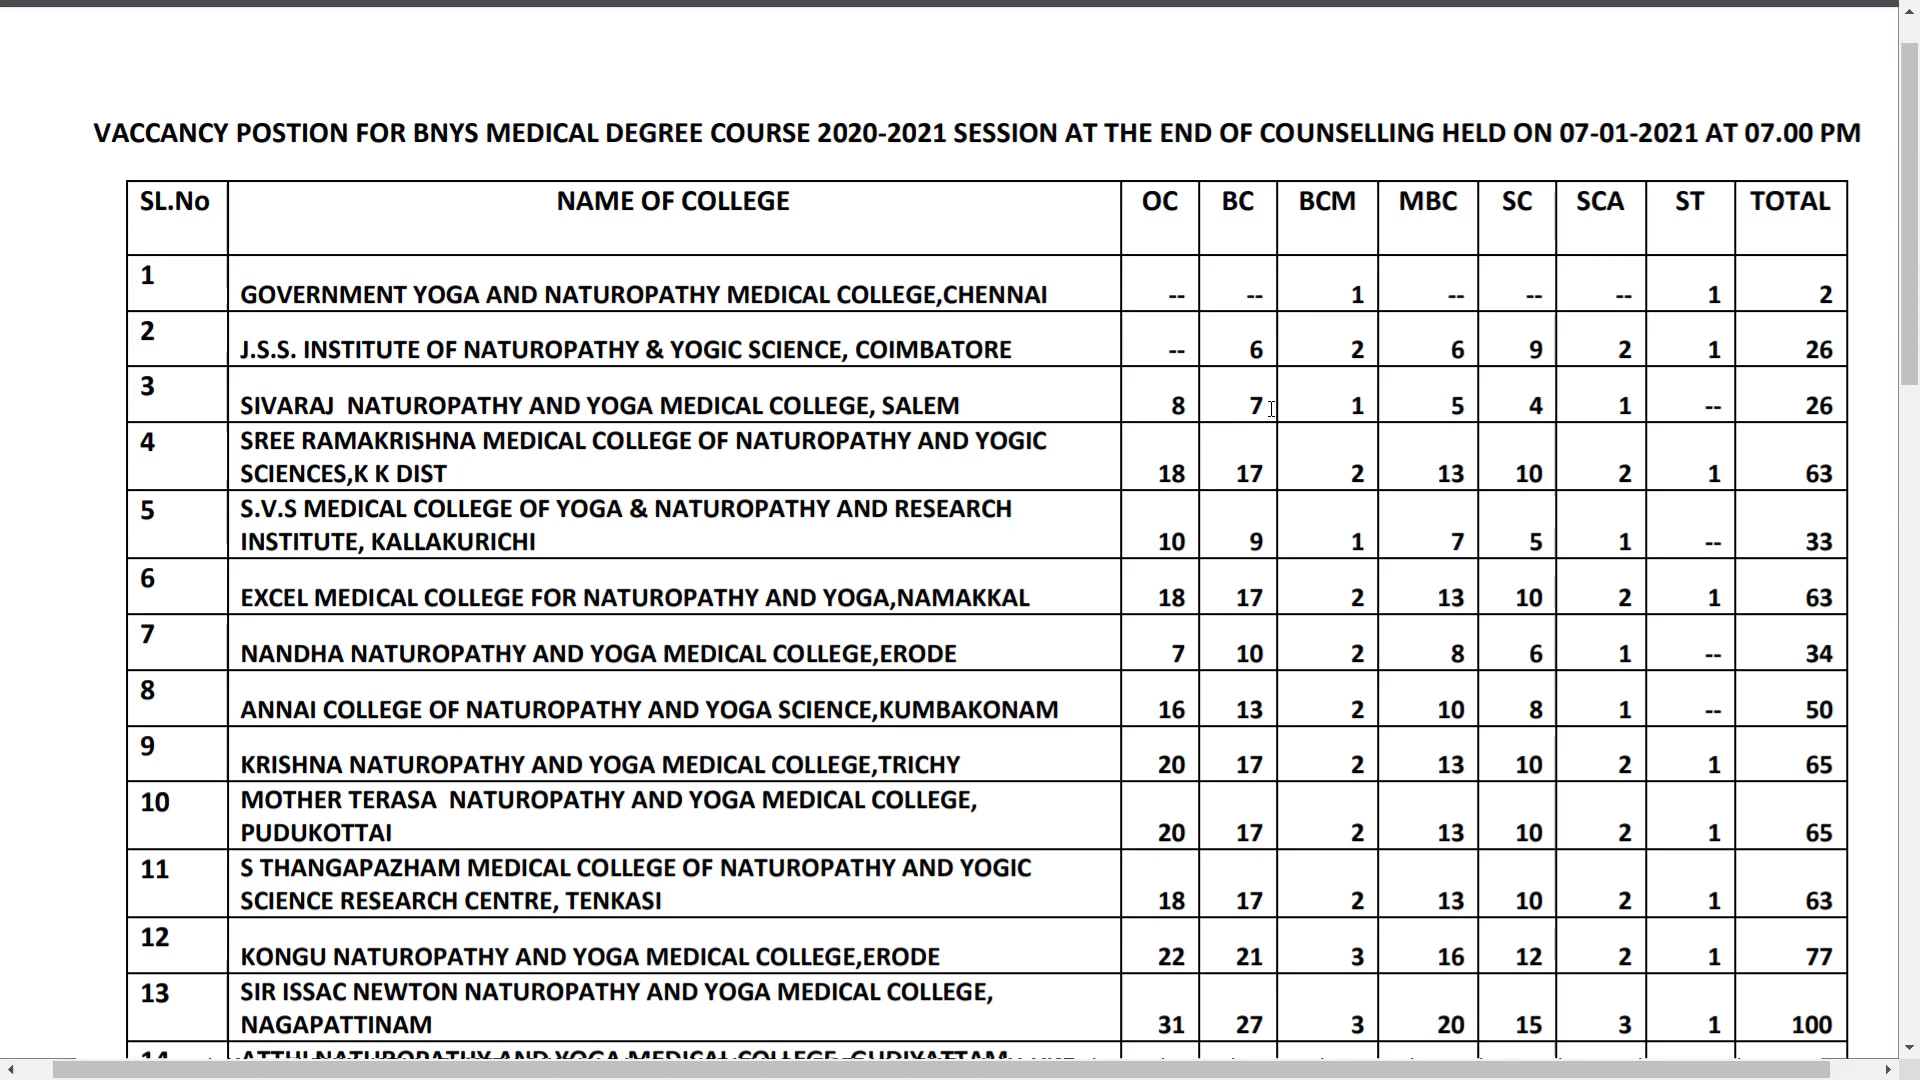 VACCANCY POSTION FOR BNYS MEDICAL DEGREE COURSE 2020-2021 SESSION AT THE END OF COUNSELLING HELD ON 07-01-2021 AT 07.00 PM
SL.No NAME OF COLLEGE OC BC BCM MBC SC SCA ST TOTAL
1 GOVERNMENT YOGA AND NATUROPATHY MEDICAL COLLEGE,CHENNAI -- -- 1 -- -- -- 1 2
2 J.S.S. INSTITUTE OF NATUROPATHY & YOGIC SCIENCE, COIMBATORE -- 6 2 6 9 2 1 26
3 SIVARAJ NATUROPATHY AND YOGA MEDICAL COLLEGE, SALEM 8 7 1 5 4 1 -- 26
4 SREE RAMAKRISHNA MEDICAL COLLEGE OF NATUROPATHY AND YOGIC
SCIENCES,K K DIST 18 17 2 13 10 2 1 63
5 S.V.S MEDICAL COLLEGE OF YOGA & NATUROPATHY AND RESEARCH
INSTITUTE, KALLAKURICHI 10 9 1 7 5 1 -- 33
6 EXCEL MEDICAL COLLEGE FOR NATUROPATHY AND YOGA,NAMAKKAL 18 17 2 13 10 2 1 63
7 NANDHA NATUROPATHY AND YOGA MEDICAL COLLEGE,ERODE 7 10 2 8 6 1 -- 34
8 ANNAI COLLEGE OF NATUROPATHY AND YOGA SCIENCE,KUMBAKONAM 16 13 2 10 8 1 -- 50
9 KRISHNA NATUROPATHY AND YOGA MEDICAL COLLEGE,TRICHY 20 17 2 13 10 2 1 65
10 MOTHER TERASA NATUROPATHY AND YOGA MEDICAL COLLEGE,
PUDUKOTTAI 20 17 2 13 10 2 1 65
11 S THANGAPAZHAM MEDICAL COLLEGE OF NATUROPATHY AND YOGIC
SCIENCE RESEARCH CENTRE, TENKASI 18 17 2 13 10 2 1 63
12 KONGU NATUROPATHY AND YOGA MEDICAL COLLEGE,ERODE 22 21 3 16 12 2 1 77
13 SIR ISSAC NEWTON NATUROPATHY AND YOGA MEDICAL COLLEGE,
NAGAPATTINAM 31 27 3 20 15 3 1 100
14 NATUROPATHY AND YOGA MEDICAL COLLEGE